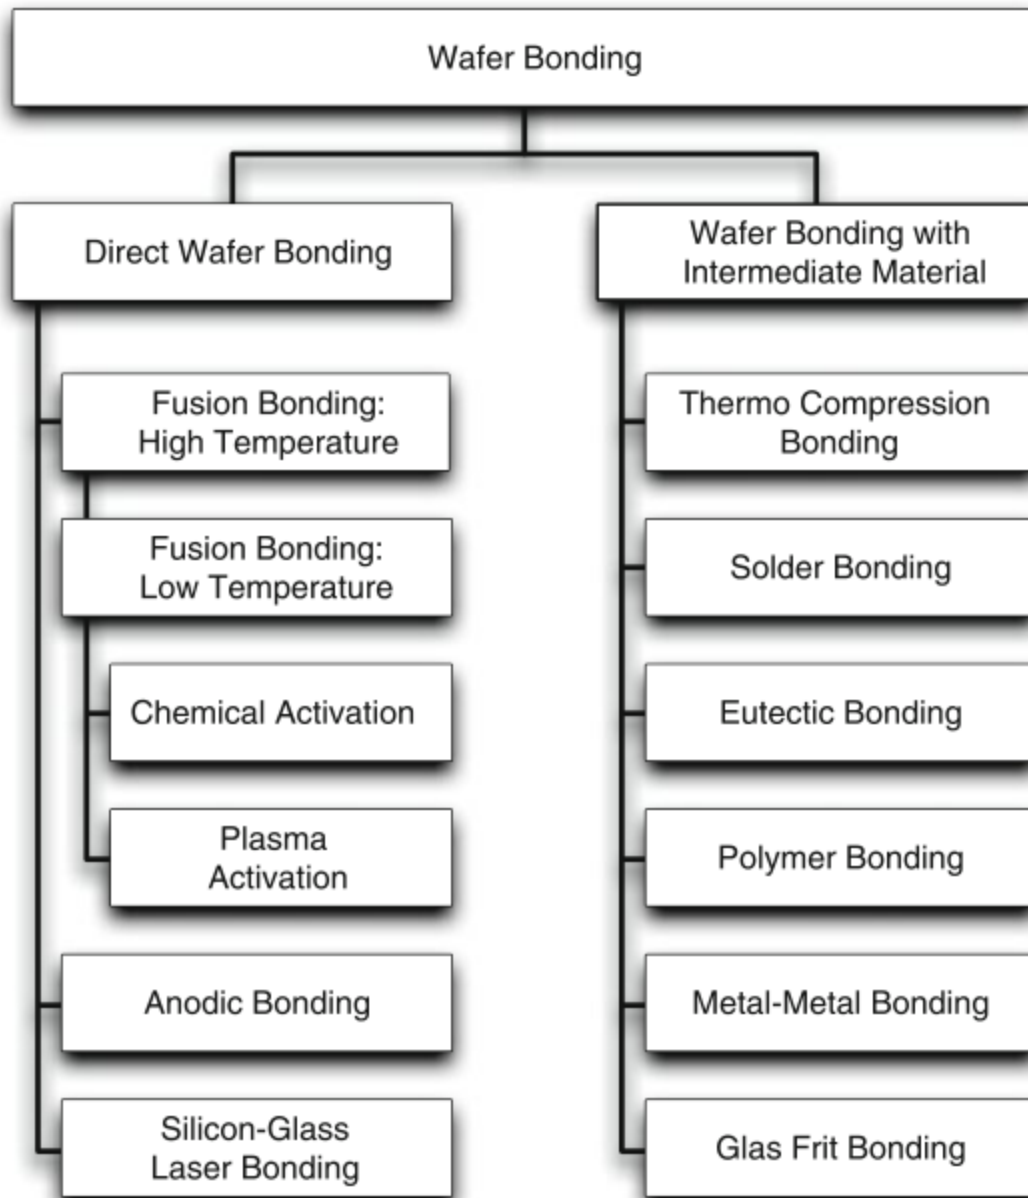 Wafer Bonding
Direct Wafer Bonding
Fusion Bonding:
High Temperature
Fusion Bonding:
Low Temperature
Chemical Activation
Plasma
Activation
Anodic Bonding
Silicon-Glass
Laser Bonding
Wafer Bonding with
Intermediate Material
Thermo Compression
Bonding
Solder Bonding
Eutectic Bonding
Polymer Bonding
Metal-Metal Bonding
Glas Frit Bonding